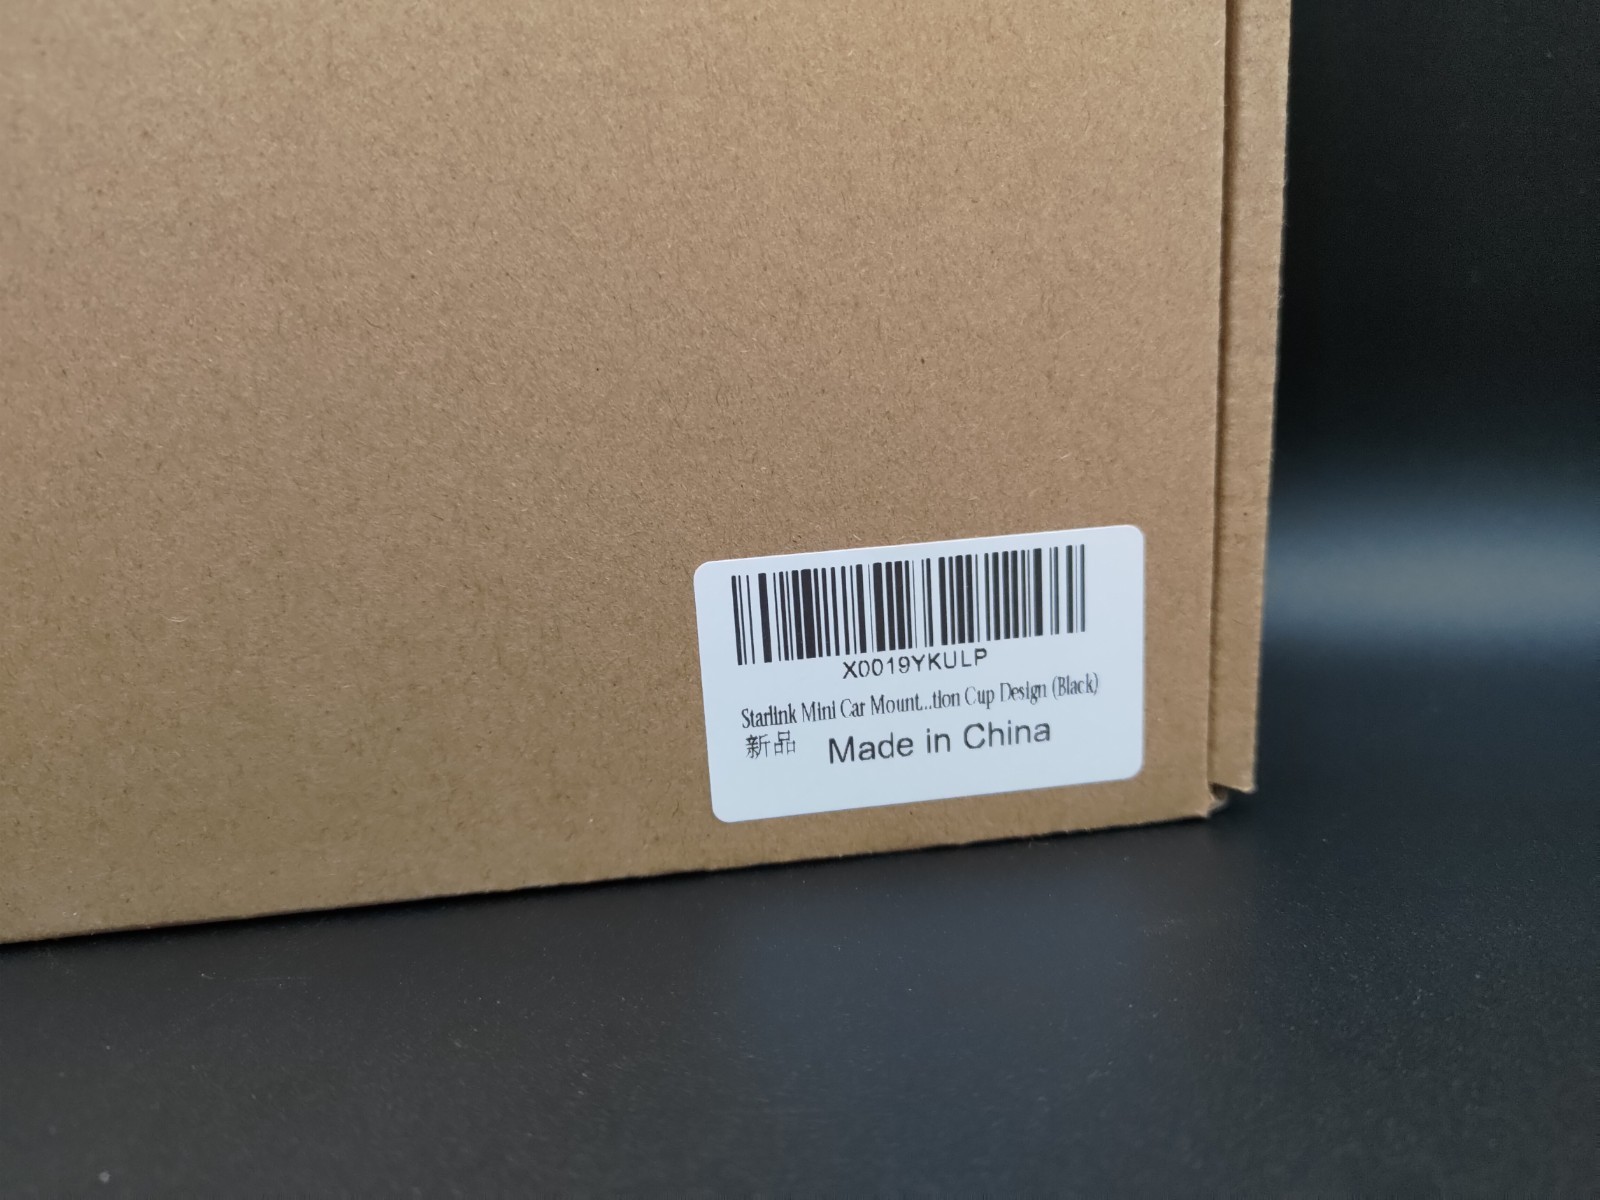 X0019YKULP
Starlink Mini Car Mount...tion Cup Design (Black)
新品
Made in China